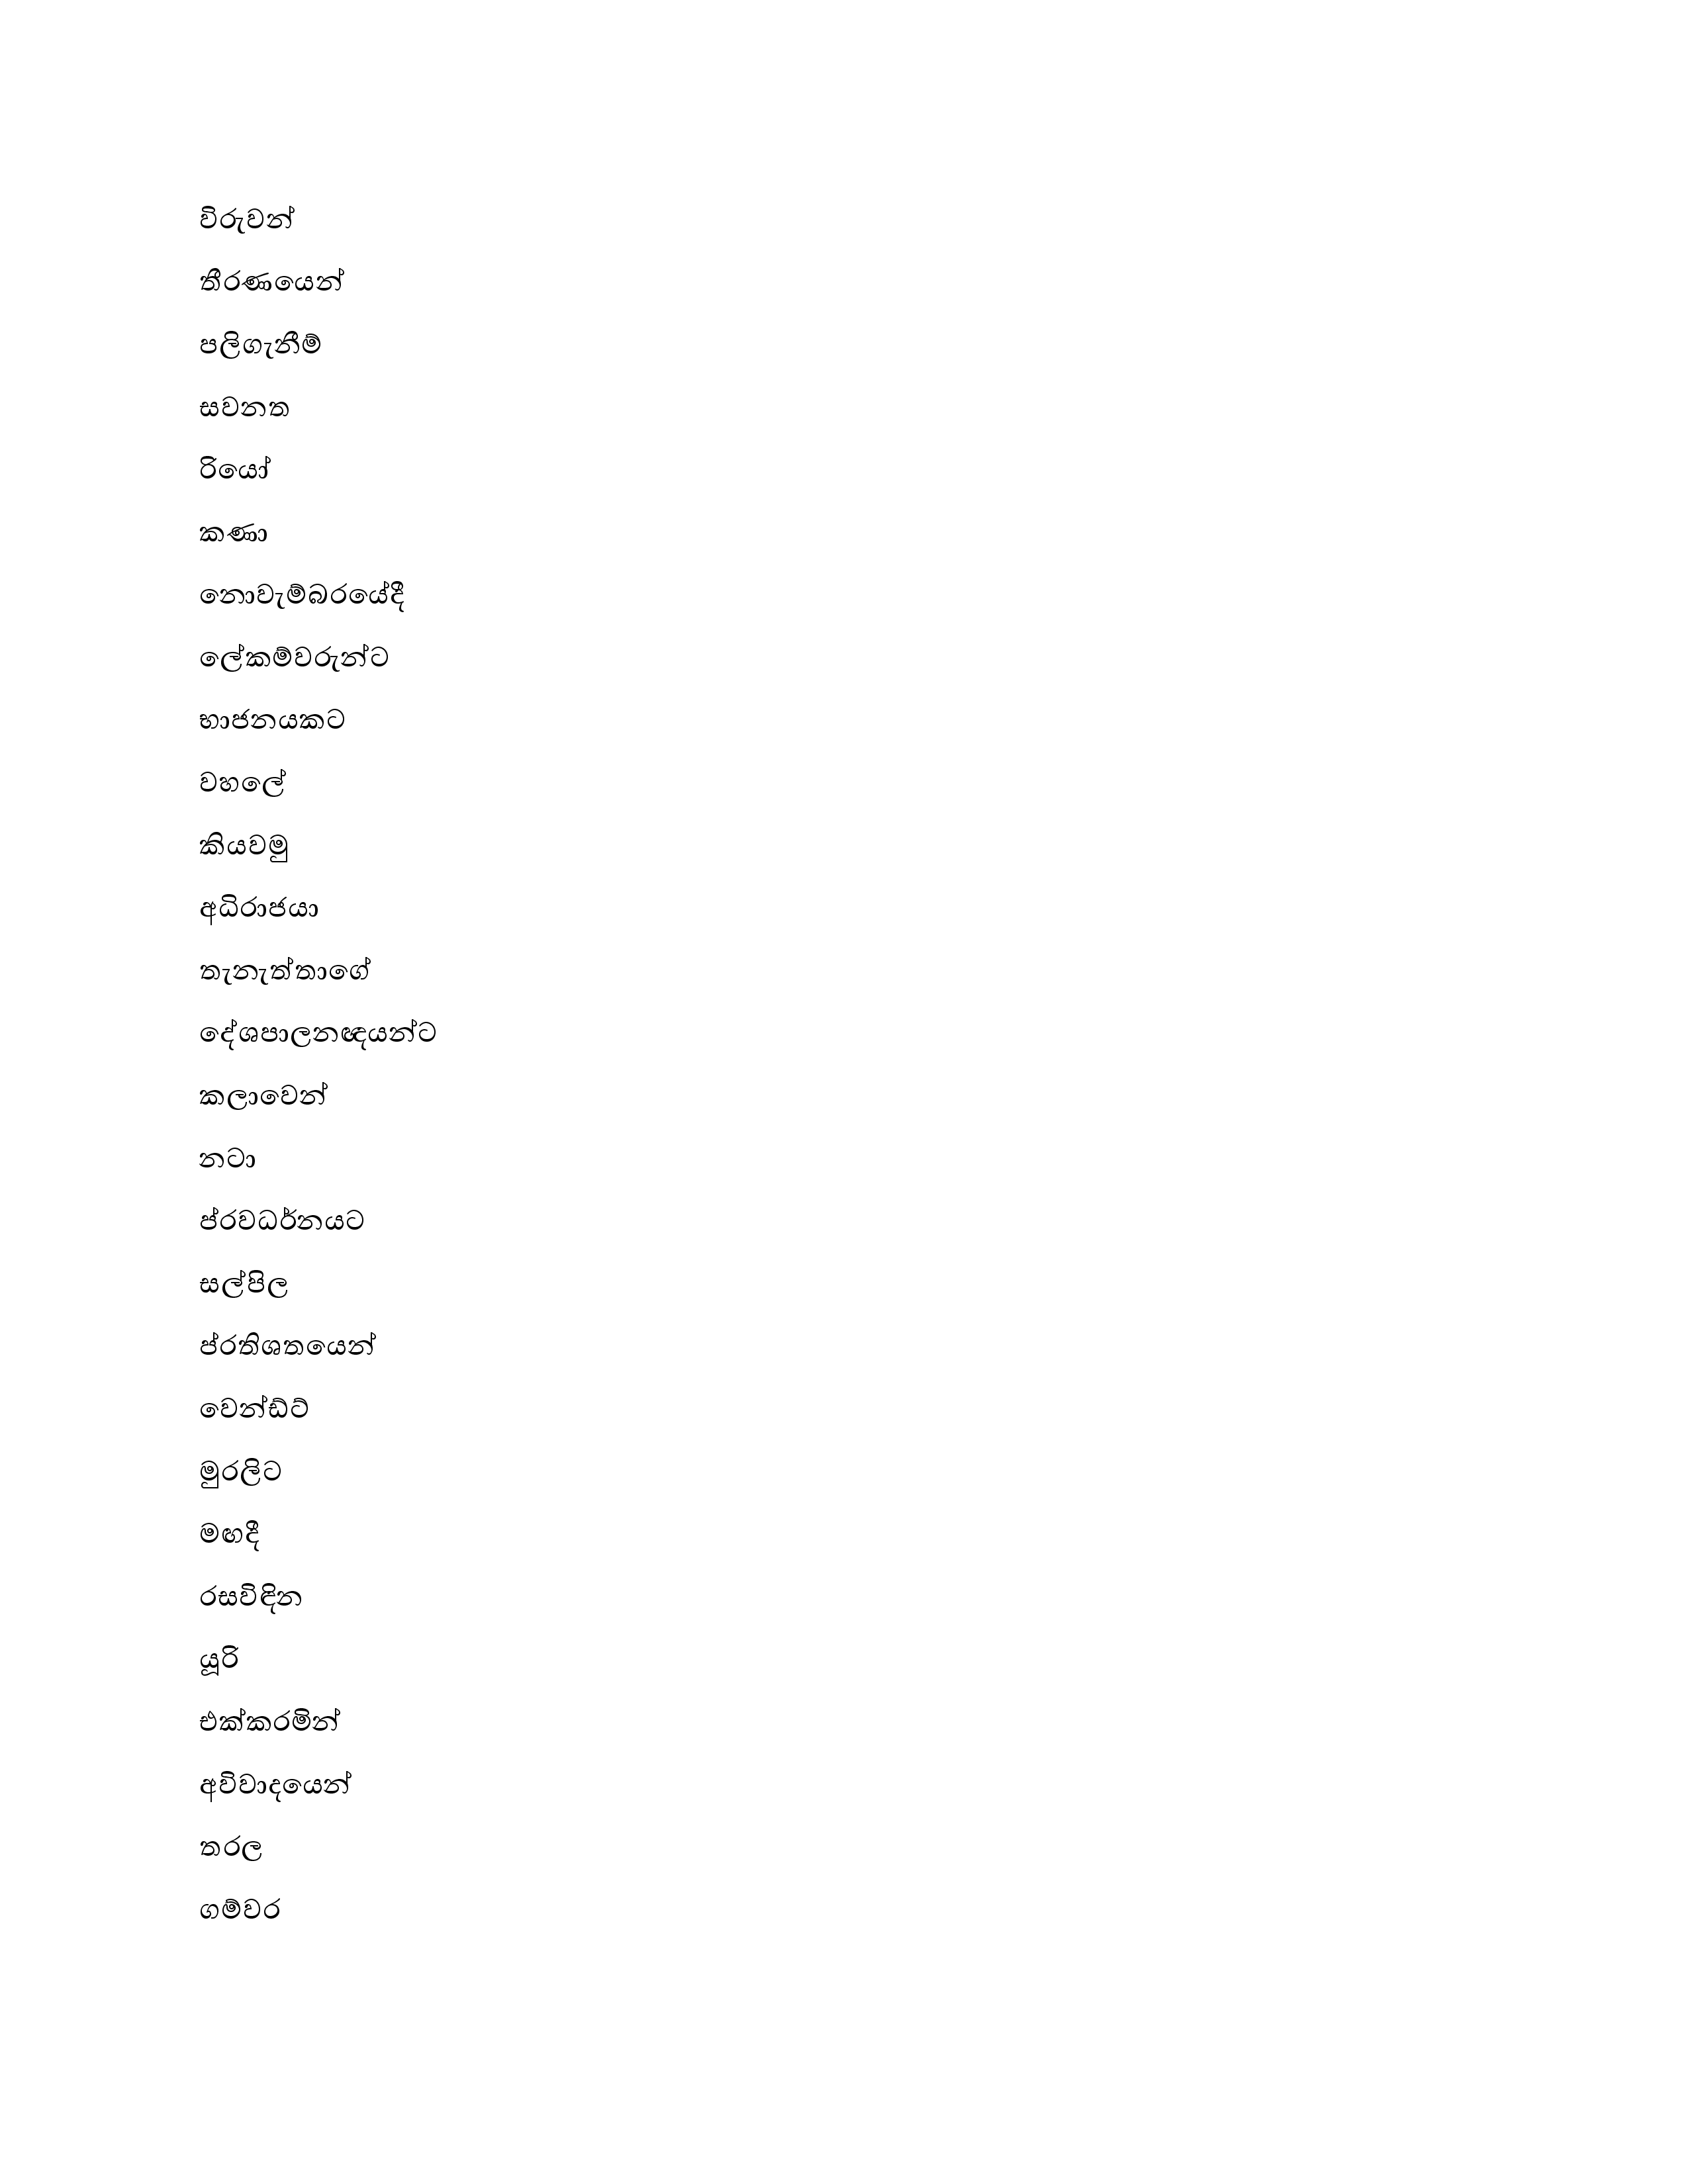 විරුවන්
තීරණයෙන්
පලිගැනීම්
සවනත
රියෝ
කණා
නොවැම්බරයේදී
ලේකම්වරුන්ට
භාජනයකට
වහලේ
කියවමු
අධිරාජයා
තැනැත්තාගේ
දේශපාලනඥයන්ට
කලාවෙන්
නටා
ප්රවර්ධනයට
සල්පිල
ප්රතිශතයෙන්
වෙන්ඩ්ට්
මුරලිට
මඟදී
රසවිඳින
යූරි
එක්කරමින්
අවිවාදයෙන්
තරල
ගම්වර